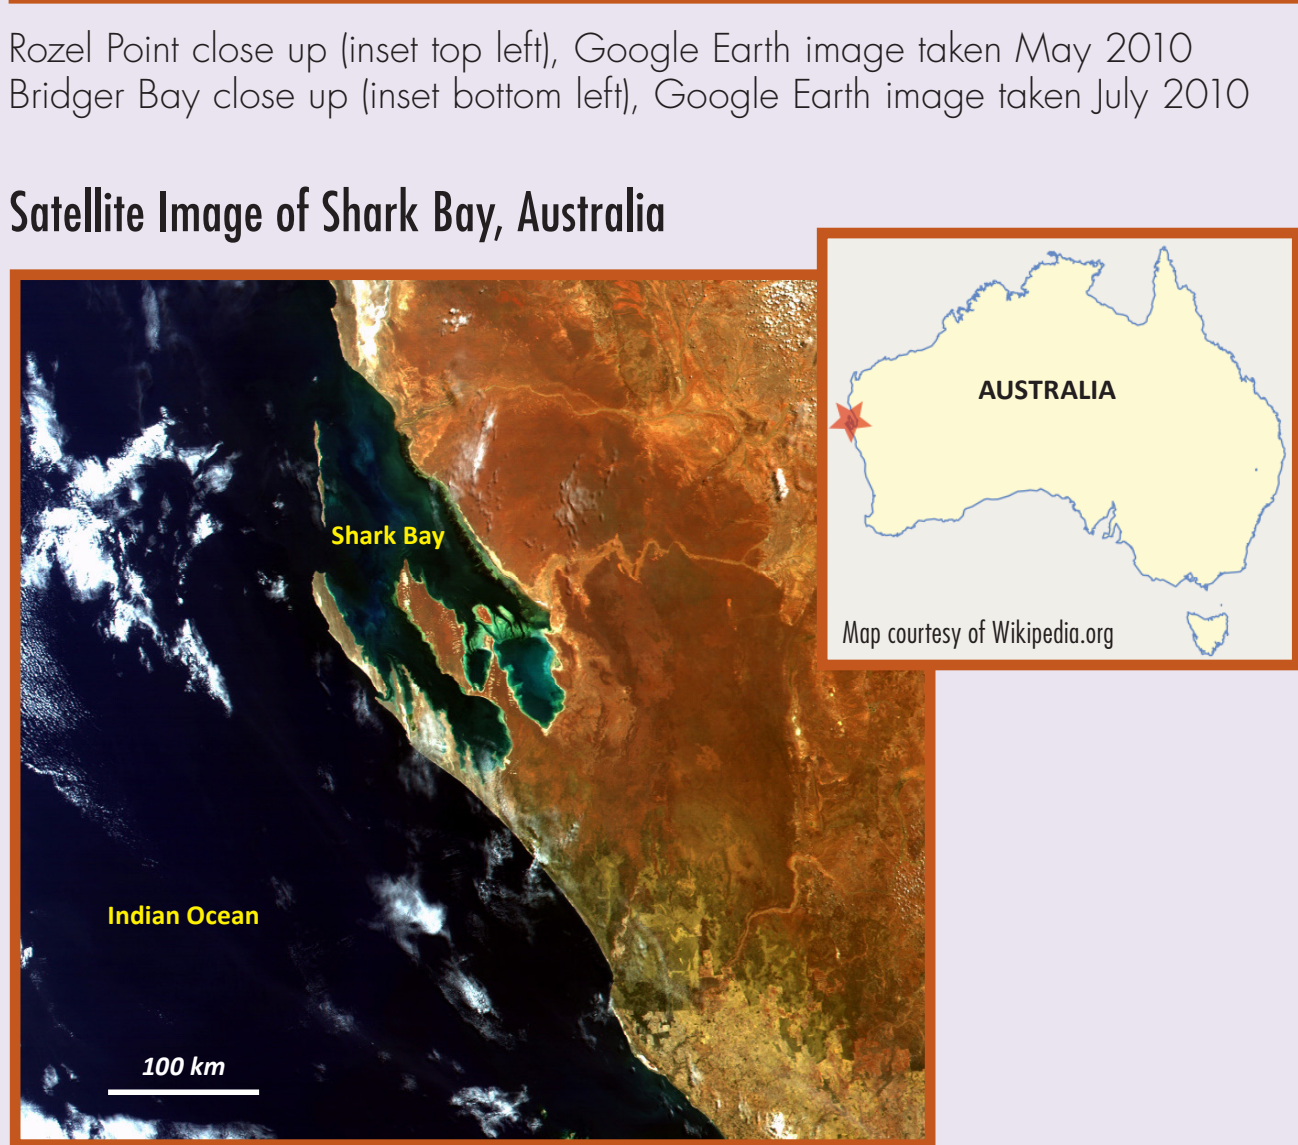 Rozel Point close up (inset top left), Google Earth image taken May 2010
Bridger Bay close up (inset bottom left), Google Earth image taken July 2010
Satellite Image of Shark Bay, Australia
AUSTRALIA
Map courtesy of Wikipedia.org
Shark Bay
Indian Ocean
100 km